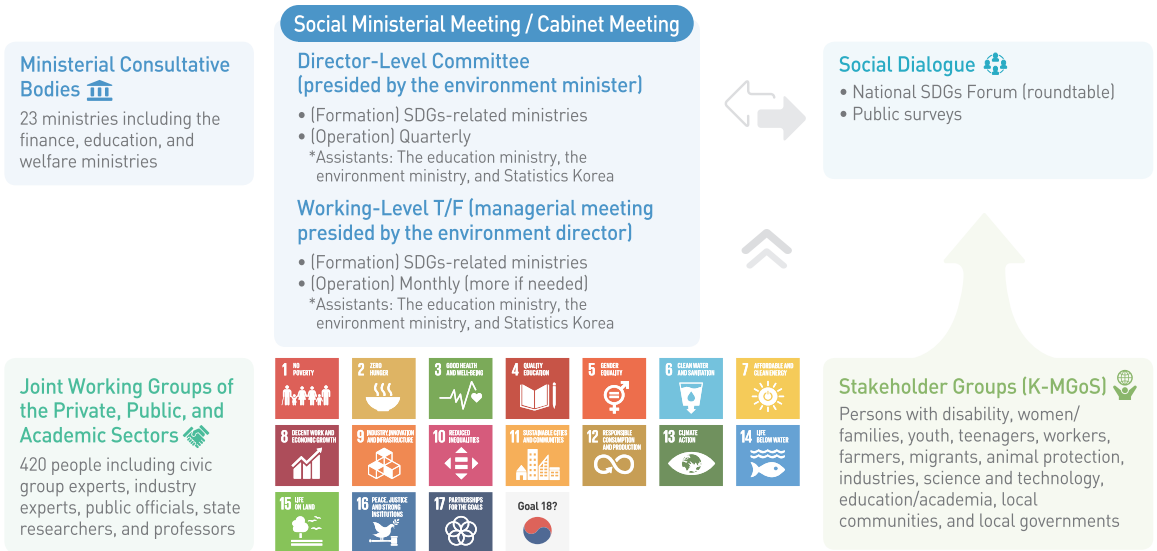 Social Ministerial Meeting / Cabinet Meeting
Ministerial Consultative
Bodies
23 ministries including the
finance, education, and
welfare ministries
Director-Level Committee
(presided by the environment minister)
• (Formation) SDGs-related ministries
• (Operation) Quarterly
*Assistants: The education ministry, the
environment ministry, and Statistics Korea
Working-Level T/F (managerial meeting
presided by the environment director)
• (Formation) SDGs-related ministries
• (Operation) Monthly (more if needed)
*Assistants: The education ministry, the
environment ministry, and Statistics Korea
Social Dialogue
• National SDGs Forum (roundtable)
• Public surveys
Joint Working Groups of
the Private, Public, and
Academic Sectors
420 people including civic
group experts, industry
experts, public officials, state
researchers, and professors
1 NO
POVERTY
2 ZERO
HUNGER
3 GOOD HEALTH
AND WELL-BEING
4 QUALITY
EDUCATION
5 GENDER
EQUALITY
6 CLEAN WATER
AND SANITATION
7 AFFORDABLE AND
CLEAN ENERGY
8 DECENT WORK AND
ECONOMIC GROWTH
9 INDUSTRY, INNOVATION
AND INFRASTRUCTURE
10 REDUCED
INEQUALITIES
11 SUSTAINABLE CITIES
AND COMMUNITIES
12 RESPONSIBLE
CONSUMPTION
AND PRODUCTION
13 CLIMATE
ACTION
14 LIFE
BELOW WATER
15 LIFE
ON LAND
16 PEACE, JUSTICE
AND STRONG
INSTITUTIONS
17 PARTNERSHIPS
FOR THE GOALS
Goal 18?
Stakeholder Groups (K-MGoS)
Persons with disability, women/
families, youth, teenagers, workers,
farmers, migrants, animal protection,
industries, science and technology,
education/academia, local
communities, and local governments